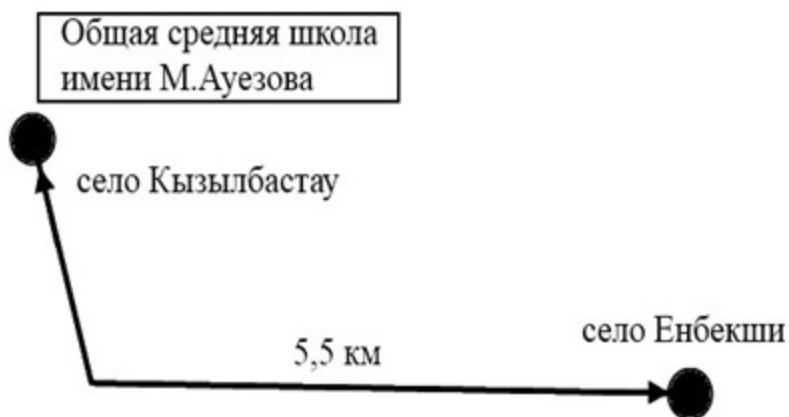 Общая средняя школа
имени М.Ауезова
село Кызылбастау
село Енбекши
5,5 км